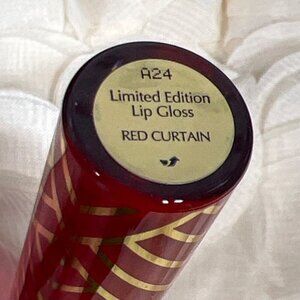 A24
Limited Edition
Lip Gloss
RED CURTAIN